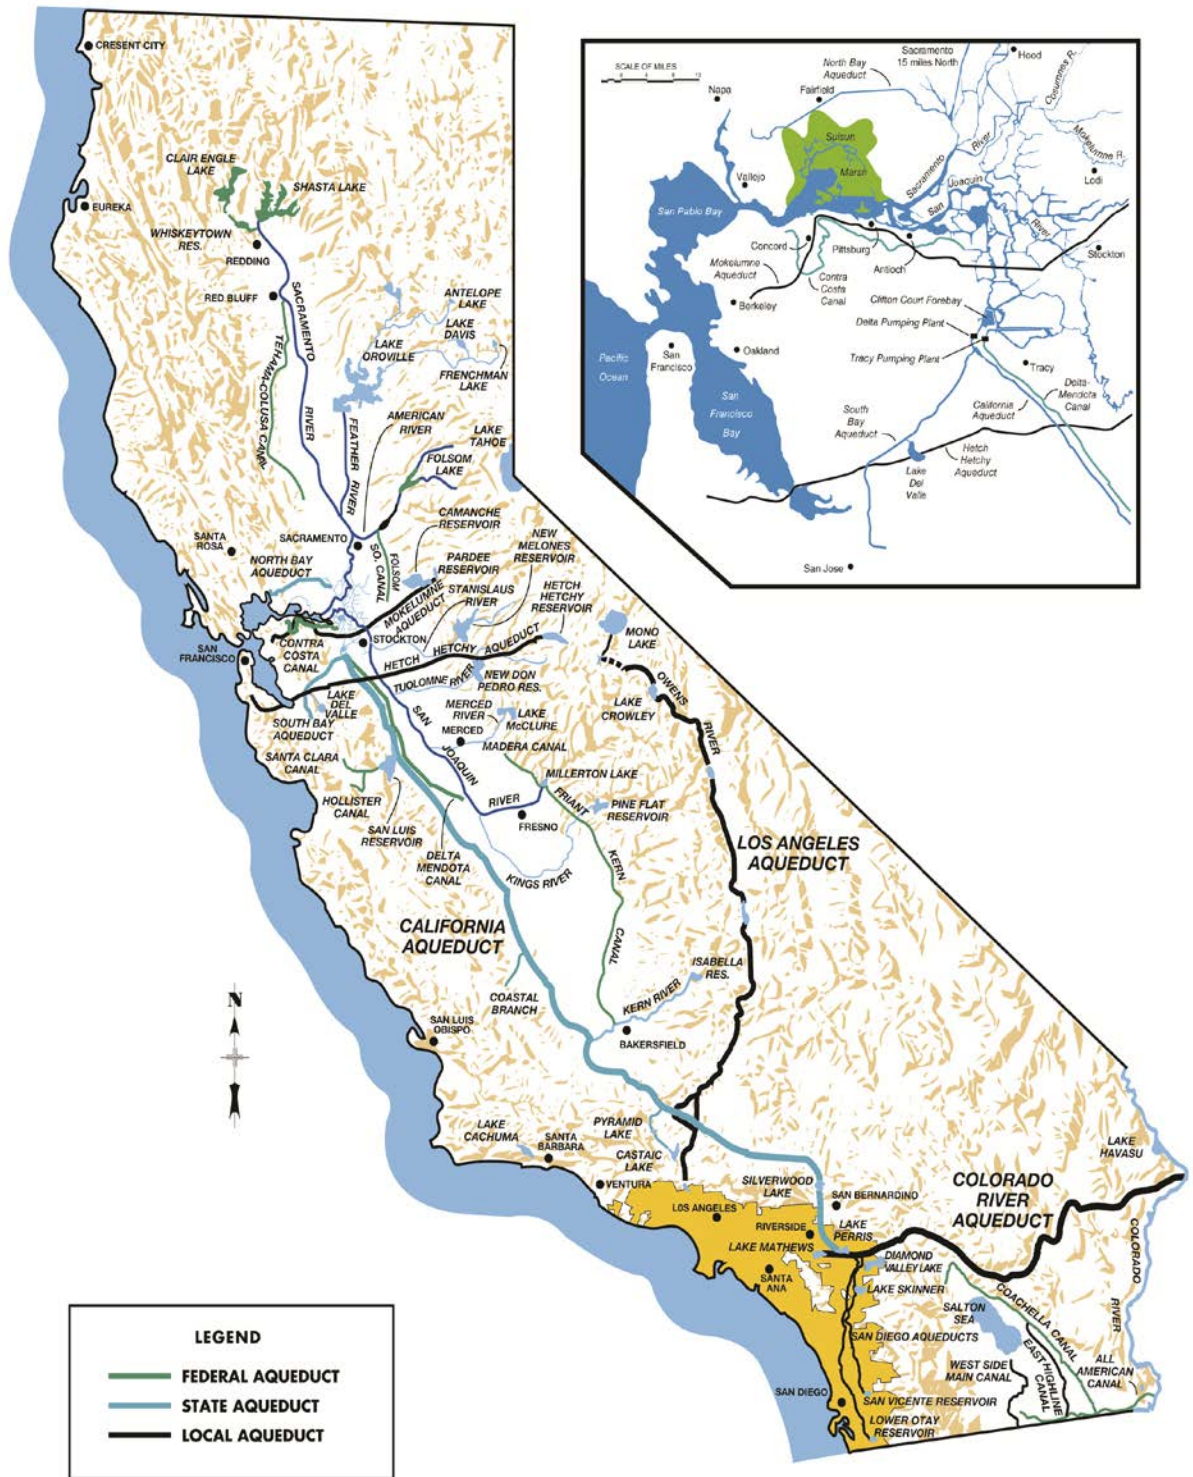 CRESENT CITY
CLAIR ENGLE
LAKE
SHASTA LAKE
EUREKA
WHISKEYTOWN
RES.
REDDING
RED BLUFF
SACRAMENTO
RIVER
TEHAMA-COLUSA CANAL
ANTELOPE
LAKE
LAKE
DAVIS
LAKE
OROVILLE
FRENCHMAN
LAKE
FEATHER RIVER
AMERICAN
RIVER
LAKE
TAHOE
FOLSOM
LAKE
SANTA
ROSA
SACRAMENTO
NORTH BAY
AQUEDUCT
FOLSOM
SO. CANAL
CAMANCHE
RESERVOIR
NEW
MELONES
RESERVOIR
PARDEE
RESERVOIR
MOKELUMNE
AQUEDUCT
STANISLAUS
RIVER
HETCH
HETCHY
RESERVOIR
MONO
LAKE
SAN
FRANCISCO
CONTRA
COSTA
CANAL
STOCKTON
HETCH HETCHY AQUEDUCT
TUOLOMNE RIVER
NEW DON
PEDRO RES.
LAKE
DEL
VALLE
SOUTH BAY
AQUEDUCT
SAN
JOAQUIN
RIVER
MERCED
RIVER
LAKE
McCLURE
MERCED
MADERA CANAL
LAKE
CROWLEY
OWENS
RIVER
SANTA CLARA
CANAL
HOLLISTER
CANAL
SAN LUIS
RESERVOIR
DELTA
MENDOTA
CANAL
MILLERTON LAKE
FRIANT
KERN
CANAL
PINE FLAT
RESERVOIR
FRESNO
KINGS RIVER
LOS ANGELES
AQUEDUCT
CALIFORNIA
AQUEDUCT
COASTAL
BRANCH
ISABELLA
RES.
KERN RIVER
BAKERSFIELD
N
SAN LUIS
OBISPO
LAKE
CACHUMA
SANTA
BARBARA
PYRAMID
LAKE
CASTAIC
LAKE
VENTURA
LOS ANGELES
SILVERWOOD
LAKE
SAN BERNARDINO
RIVERSIDE
LAKE
PERRIS
LAKE MATHEWS
SANTA
ANA
DIAMOND
VALLEY LAKE
LAKE SKINNER
SAN DIEGO AQUEDUCTS
SAN DIEGO
SAN VICENTE RESERVOIR
LOWER OTAY
RESERVOIR
COLORADO
RIVER
AQUEDUCT
LAKE
HAVASU
COLORADO
RIVER
COACHELLA CANAL
SALTON
SEA
WEST SIDE
MAIN CANAL
EAST HIGHLINE
CANAL
ALL
AMERICAN
CANAL
LEGEND
FEDERAL AQUEDUCT
STATE AQUEDUCT
LOCAL AQUEDUCT
SCALE OF MILES
Napa
North Bay
Aqueduct
Fairfield
Sacramento
15 miles North
Hood
Cosumnes R.
Mokelumne R.
Lodi
Suisun
Marsh
Vallejo
San Pablo Bay
Sacramento River
San Joaquin River
Stockton
Concord
Pittsburg
Antioch
Mokelumne
Aqueduct
Contra
Costa
Canal
Berkeley
Clifton Court Forebay
Delta Pumping Plant
Tracy Pumping Plant
Tracy
Pacific
Ocean
San
Francisco
Oakland
San
Francisco
Bay
Delta-
Mendota
Canal
California
Aqueduct
South
Bay
Aqueduct
Lake
Del
Valle
Hetch
Hetchy
Aqueduct
San Jose